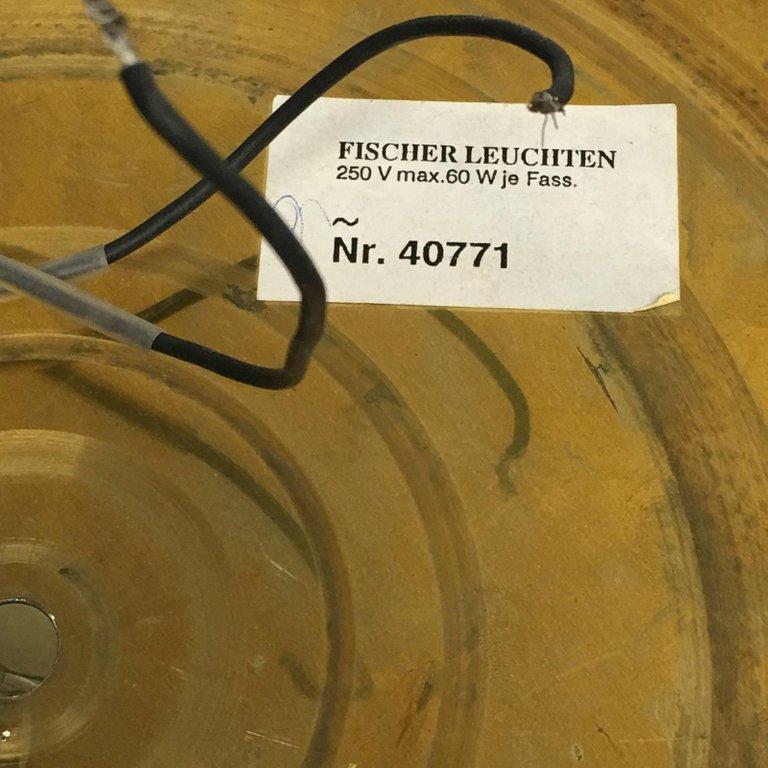 FISCHER LEUCHTEN
250 V max.60 W je Fass.
~
Nr. 40771